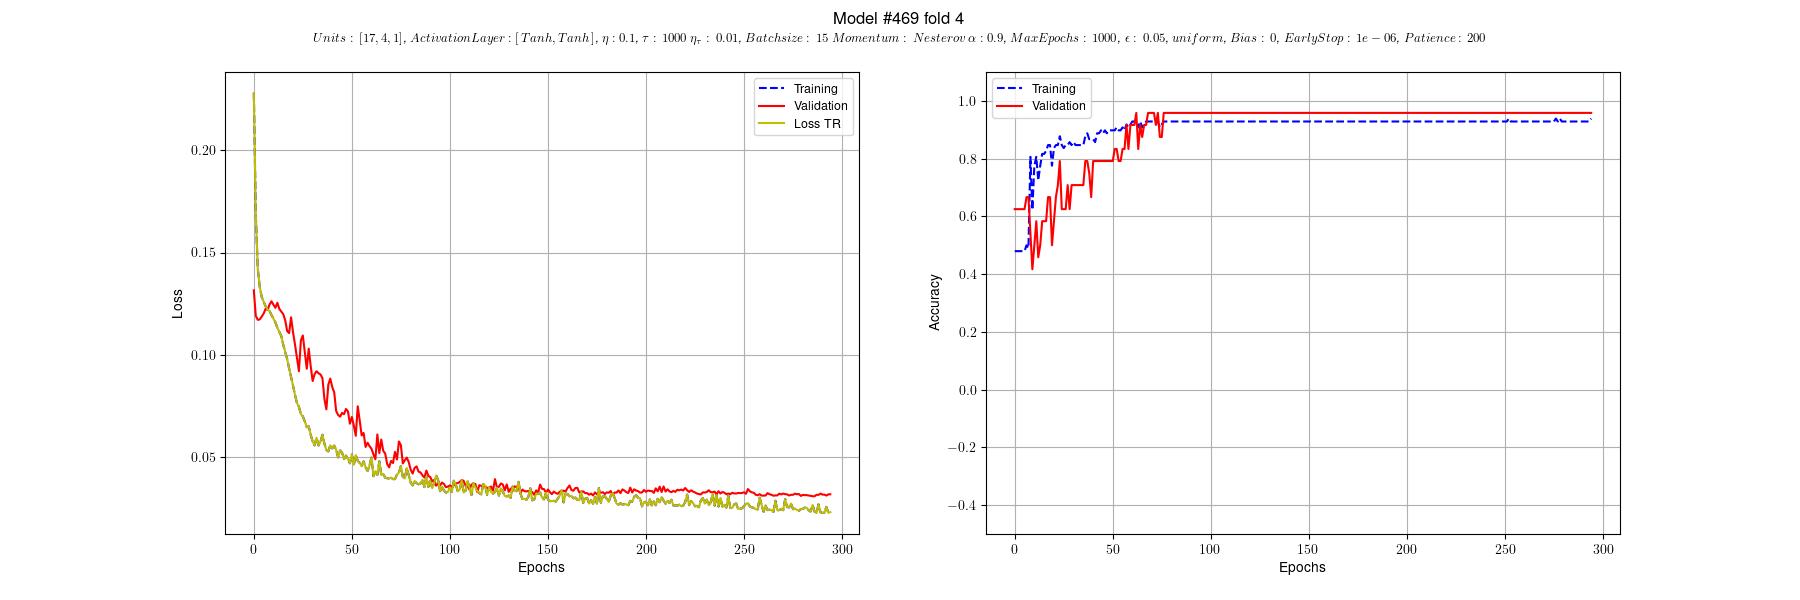 Model #469 fold 4
Units : [17, 4, 1], ActivationLayer : [Tanh, Tanh], η : 0.1, τ : 1000 ητ : 0.01, Batchsize : 15 Momentum : Nesterov α : 0.9, MaxEpochs : 1000, ϵ : 0.05, uniform, Bias : 0, EarlyStop : 1e − 06, Patience : 200
Training
Validation
Loss TR
0.20
0.15
0.10
0.05
Loss
0 50 100 150 200 250 300
Epochs
Training
Validation
1.0
0.8
0.6
0.4
0.2
0.0
−0.2
−0.4
Accuracy
0 50 100 150 200 250 300
Epochs